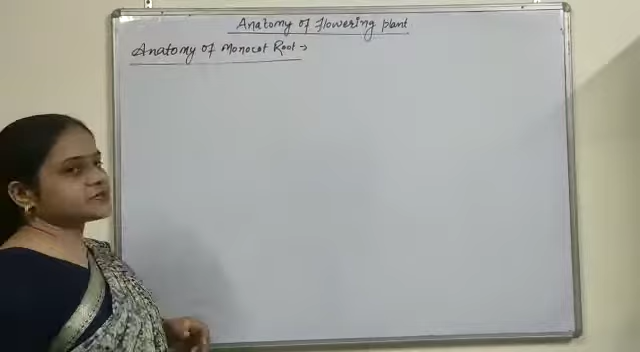 Anatomy of flowering plant
Anatomy of Monocot Root →